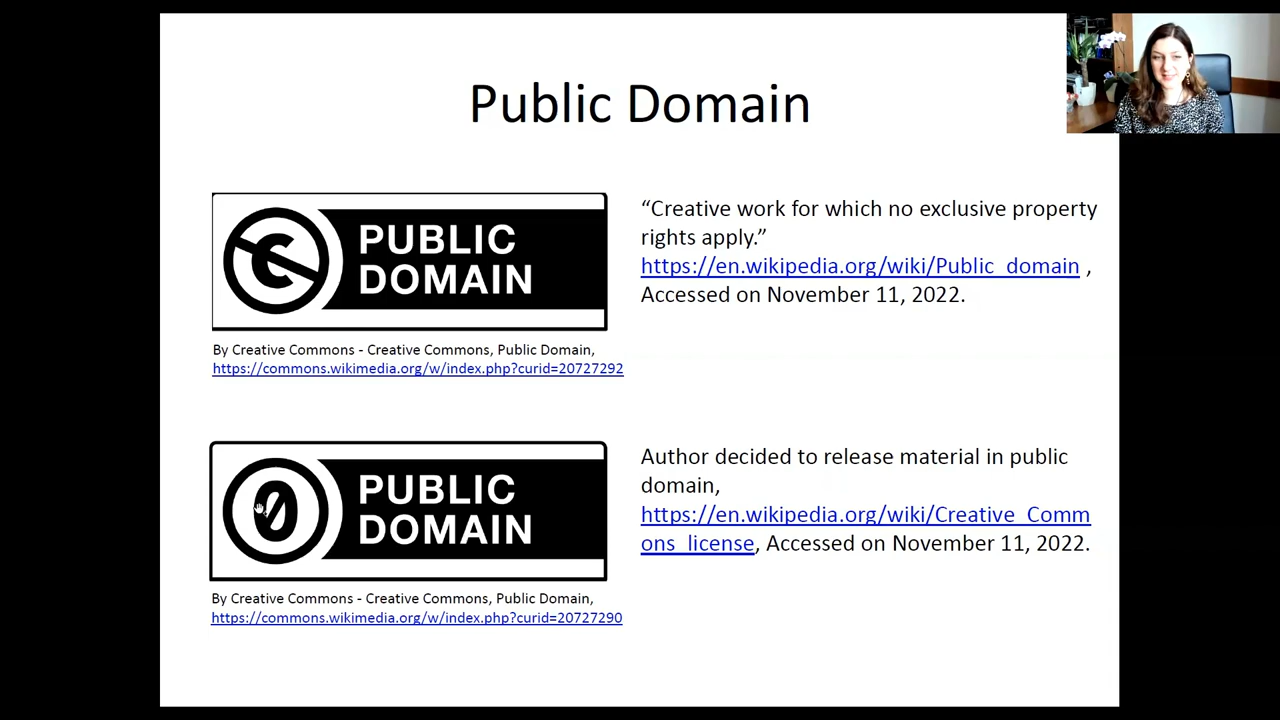 Public Domain
PUBLIC
DOMAIN
“Creative work for which no exclusive property
rights apply.”
https://en.wikipedia.org/wiki/Public_domain ,
Accessed on November 11, 2022.
By Creative Commons - Creative Commons, Public Domain,
https://commons.wikimedia.org/w/index.php?curid=20727292
PUBLIC
DOMAIN
Author decided to release material in public
domain,
https://en.wikipedia.org/wiki/Creative_Comm
ons_license, Accessed on November 11, 2022.
By Creative Commons - Creative Commons, Public Domain,
https://commons.wikimedia.org/w/index.php?curid=20727290